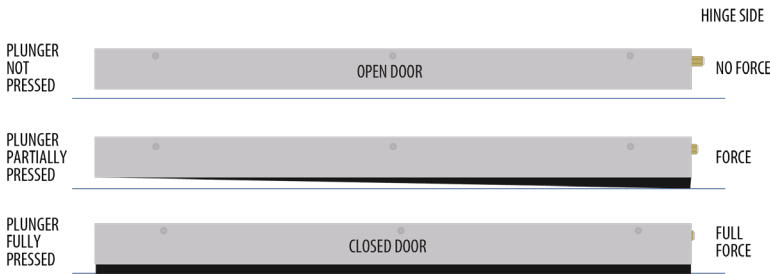 HINGE SIDE
PLUNGER
NOT
PRESSED
OPEN DOOR
NO FORCE
PLUNGER
PARTIALLY
PRESSED
FORCE
PLUNGER
FULLY
PRESSED
CLOSED DOOR
FULL
FORCE